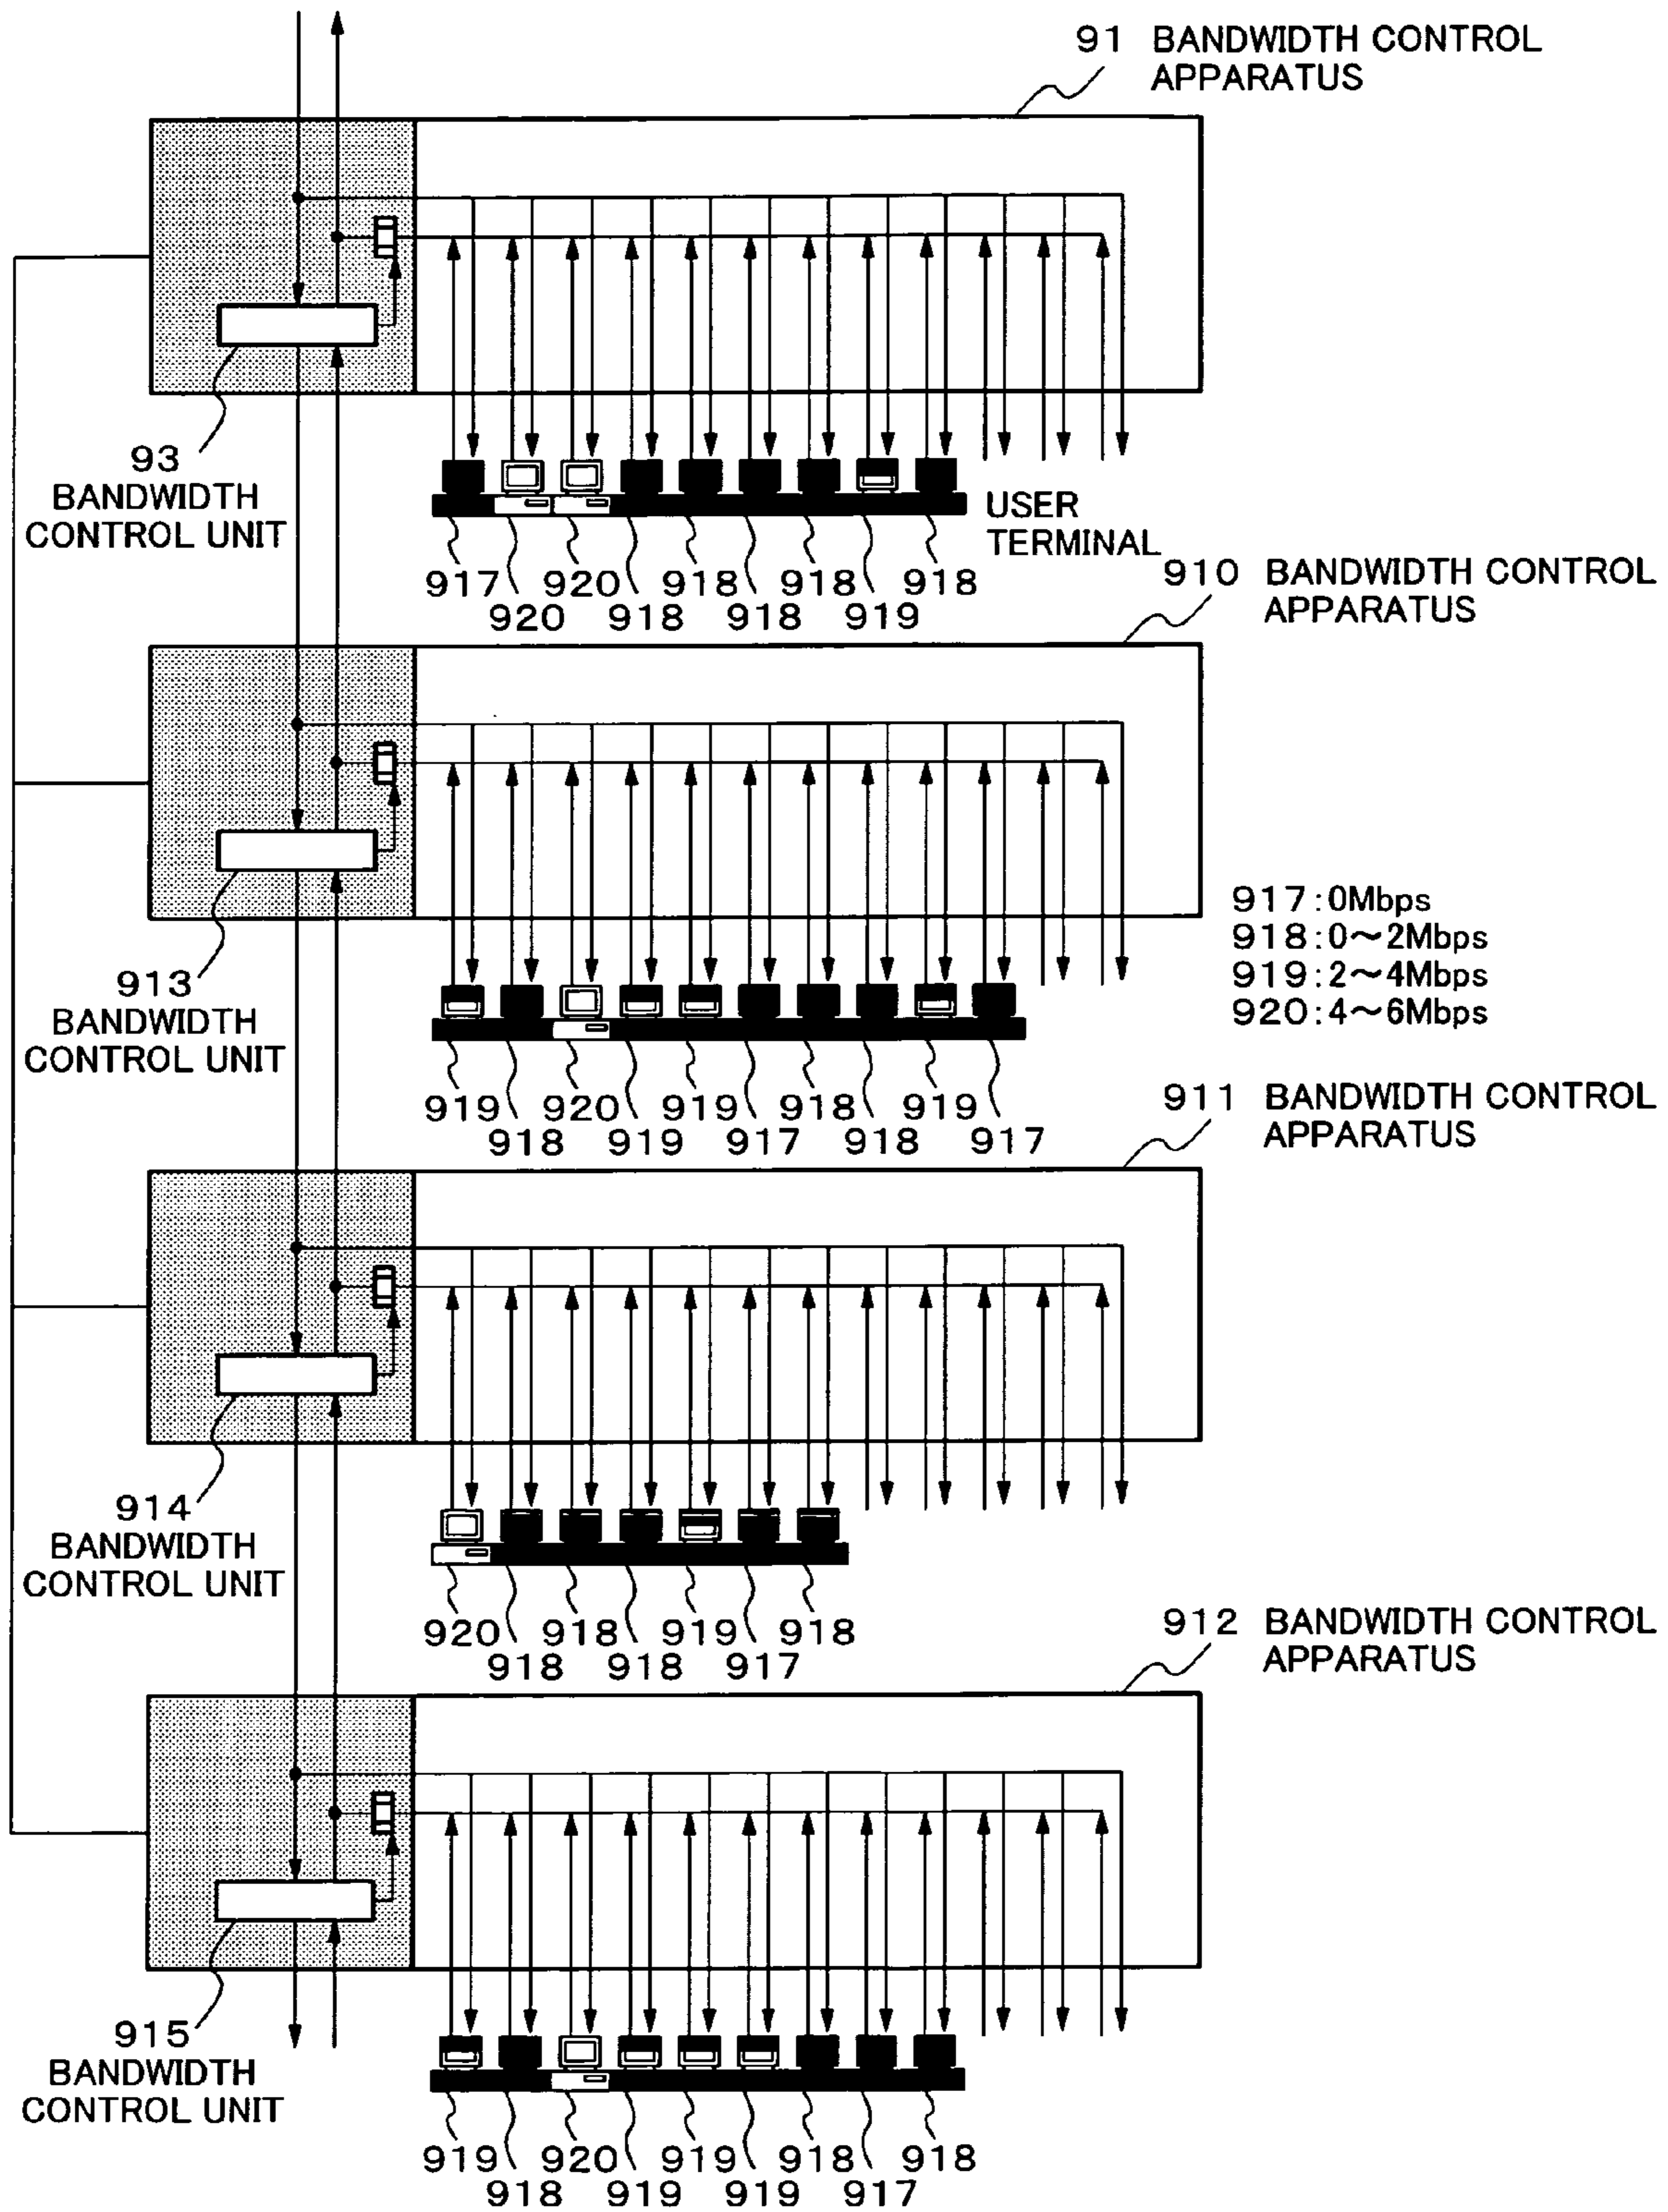 91 BANDWIDTH CONTROL
APPARATUS
93
BANDWIDTH
CONTROL UNIT
USER
TERMINAL
917 920 918 918 918
920 918 918 919
910 BANDWIDTH CONTROL
APPARATUS
917:0Mbps
918:0~2Mbps
919:2~4Mbps
920:4~6Mbps
913
BANDWIDTH
CONTROL UNIT
919 920 919 918 919
918 919 917 918 917
911 BANDWIDTH CONTROL
APPARATUS
914
BANDWIDTH
CONTROL UNIT
920 918 919 918
918 918 917
912 BANDWIDTH CONTROL
APPARATUS
915
BANDWIDTH
CONTROL UNIT
919 920 919 918 918
918 919 919 917